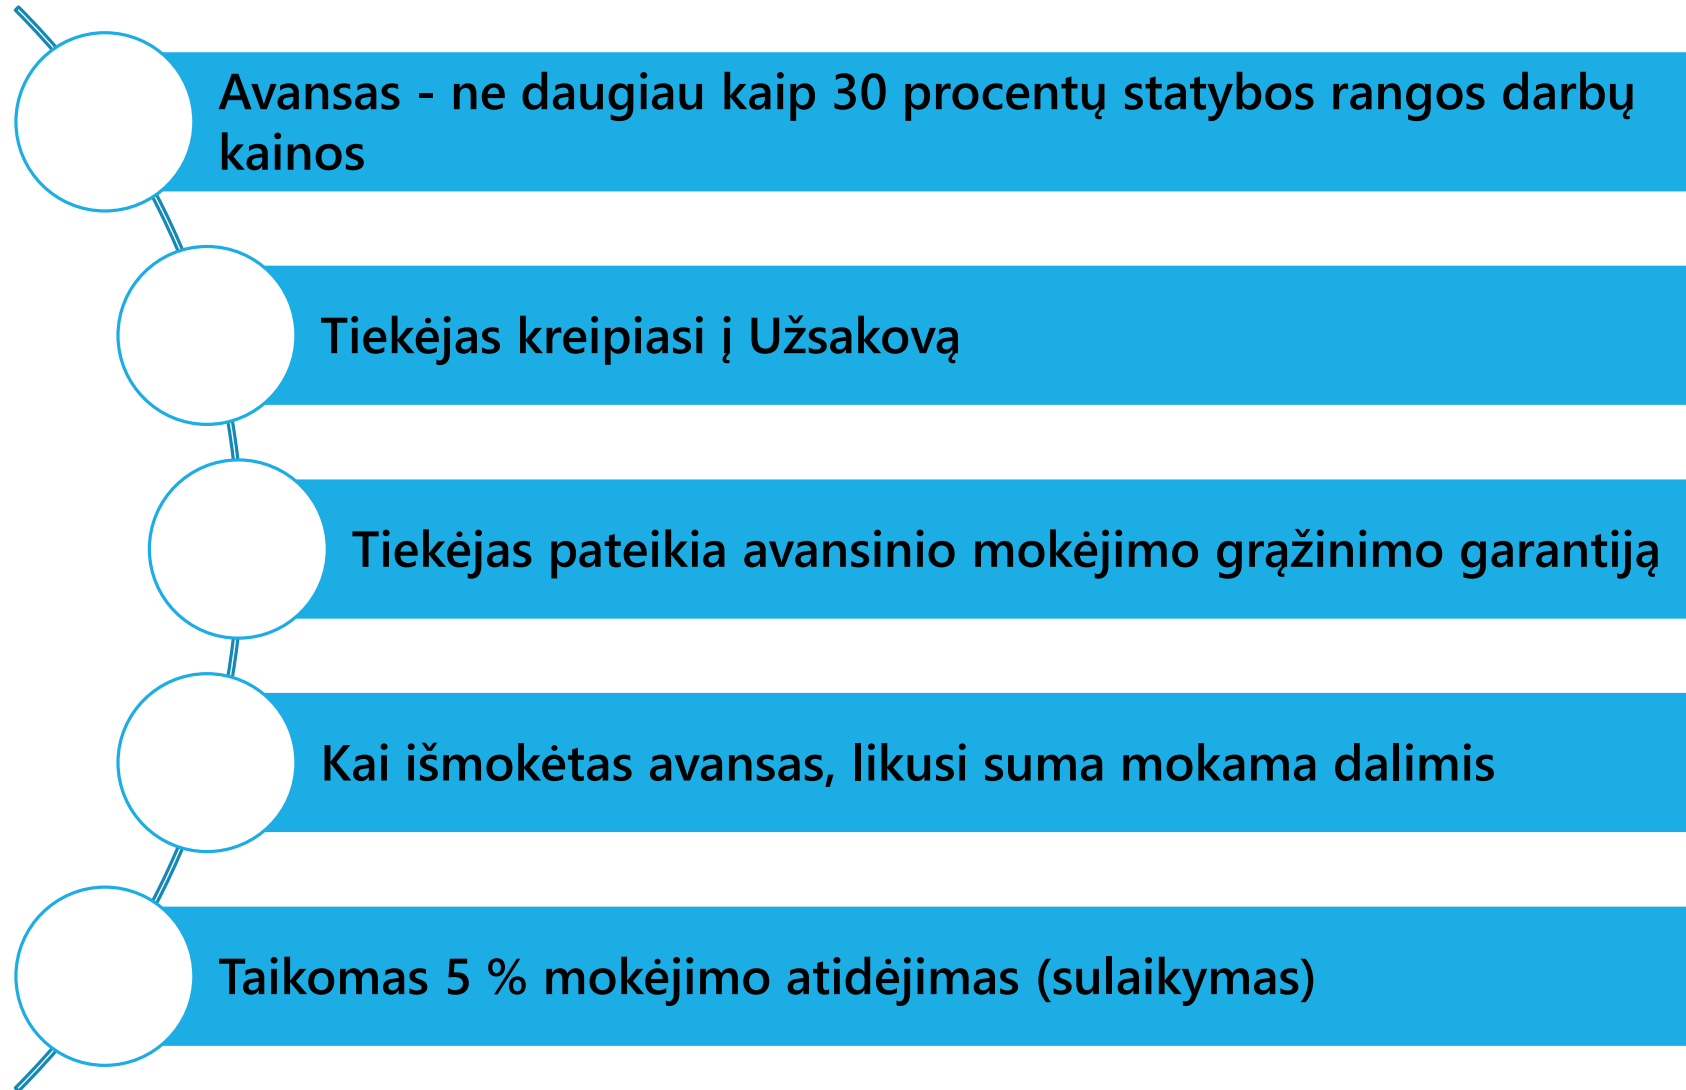 Avansas - ne daugiau kaip 30 procentų statybos rangos darbų
kainos
Tiekėjas kreipiasi į Užsakovą
Tiekėjas pateikia avansinio mokėjimo grąžinimo garantiją
Kai išmokėtas avansas, likusi suma mokama dalimis
Taikomas 5 % mokėjimo atidėjimas (sulaikymas)